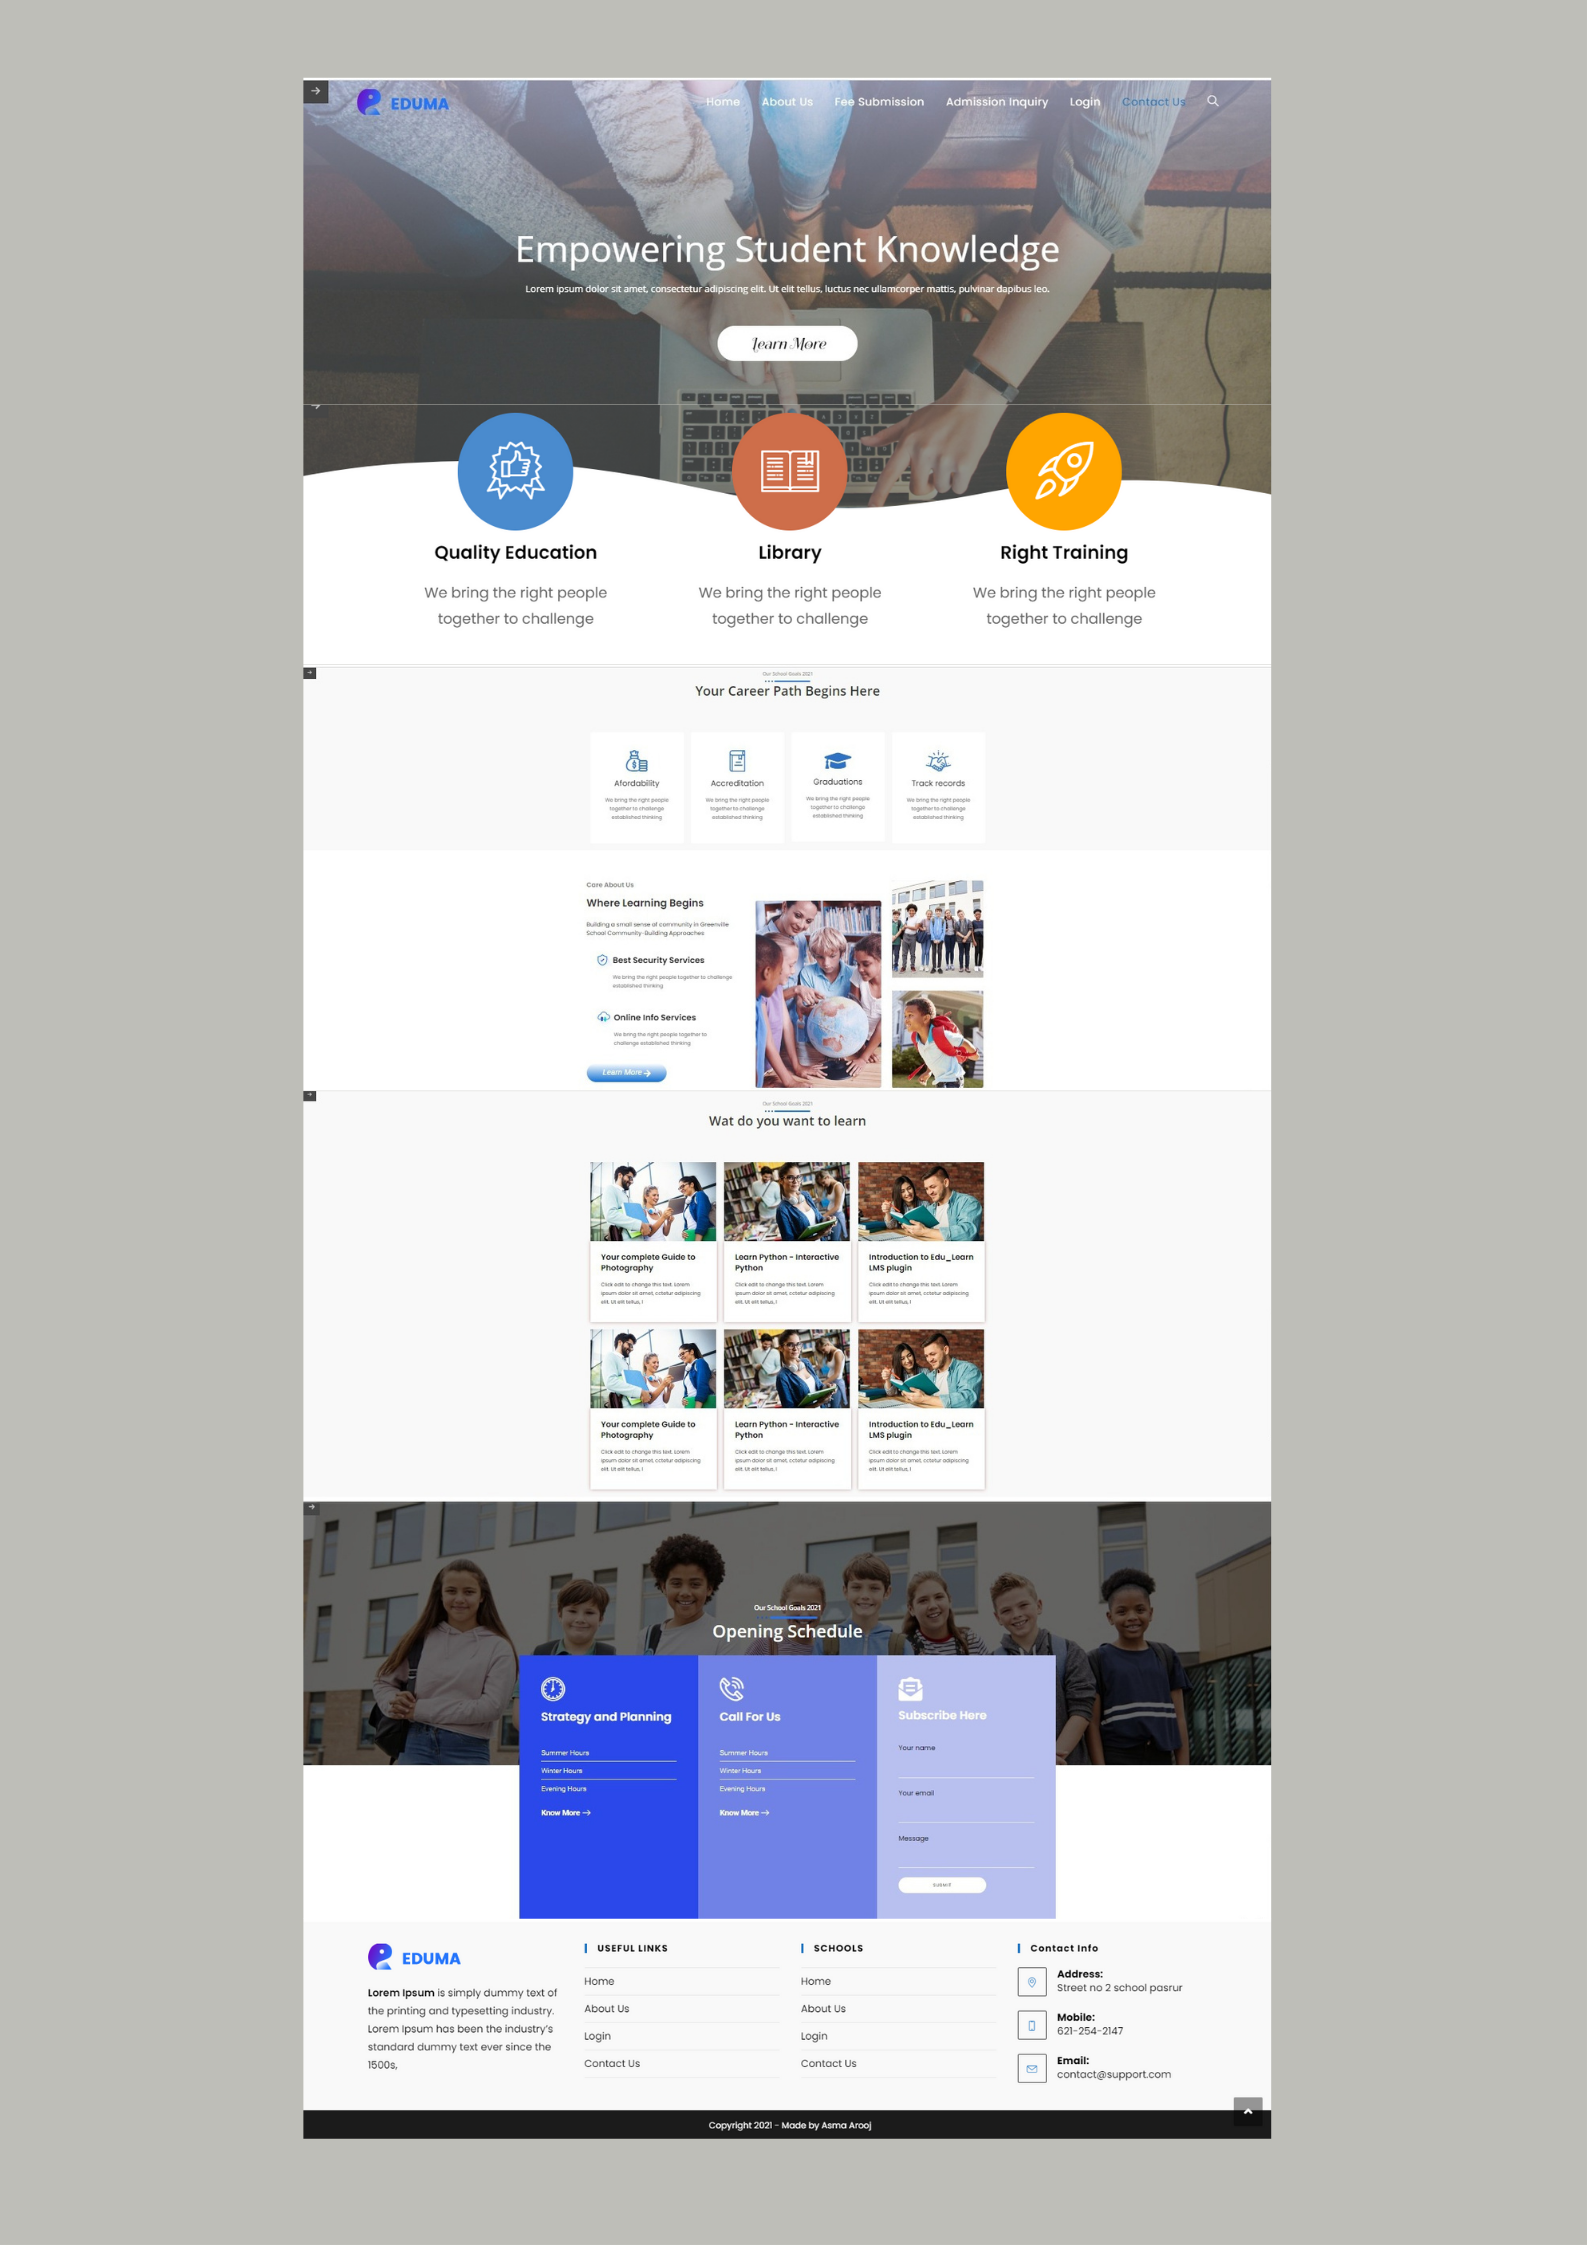 EDUMA
Home About Us Fee Submission Admission Inquiry Login Contact Us
Empowering Student Knowledge
Lorem ipsum dolor sit amet, consectetur adipiscing elit. Ut elit tellus, luctus nec ullamcorper mattis, pulvinar dapibus leo.
Learn More
Quality Education
We bring the right people
together to challenge
Library
We bring the right people
together to challenge
Right Training
We bring the right people
together to challenge
Our School Goals 2021
Your Career Path Begins Here
Afordability
We bring the right people
together to challenge
established thinking
Accreditation
We bring the right people
together to challenge
established thinking
Graduations
We bring the right people
together to challenge
established thinking
Track records
We bring the right people
together to challenge
established thinking
Core About Us
Where Learning Begins
Building a small sense of community in Greenville
School Community-Building Approaches
Best Security Services
We bring the right people together to challenge
established thinking
Online Info Services
We bring the right people together to
challenge established thinking
Learn More
Our School Goals 2021
Wat do you want to learn
Your complete Guide to
Photography
Click edit to change this text. Lorem
ipsum dolor sit amet, cctetur adipiscing
elit. Ut elit tellus, l
Learn Python - Interactive
Python
Click edit to change this text. Lorem
ipsum dolor sit amet, cctetur adipiscing
elit. Ut elit tellus, l
Introduction to Edu_Learn
LMS plugin
Click edit to change this text. Lorem
ipsum dolor sit amet, cctetur adipiscing
elit. Ut elit tellus, l
Your complete Guide to
Photography
Click edit to change this text. Lorem
ipsum dolor sit amet, cctetur adipiscing
elit. Ut elit tellus, l
Learn Python - Interactive
Python
Click edit to change this text. Lorem
ipsum dolor sit amet, cctetur adipiscing
elit. Ut elit tellus, l
Introduction to Edu_Learn
LMS plugin
Click edit to change this text. Lorem
ipsum dolor sit amet, cctetur adipiscing
elit. Ut elit tellus, l
Our School Goals 2021
Opening Schedule
Strategy and Planning
Summer Hours
Winter Hours
Evening Hours
Know More
Call For Us
Summer Hours
Winter Hours
Evening Hours
Know More
Subscribe Here
Your name
Your email
Message
SUBMIT
EDUMA
Lorem Ipsum is simply dummy text of
the printing and typesetting industry.
Lorem Ipsum has been the industry's
standard dummy text ever since the
1500s,
USEFUL LINKS
Home
About Us
Login
Contact Us
SCHOOLS
Home
About Us
Login
Contact Us
Contact Info
Address:
Street no 2 school pasrur
Mobile:
621-254-2147
Email:
contact@support.com
Copyright 2021 - Made by Asma Arooj